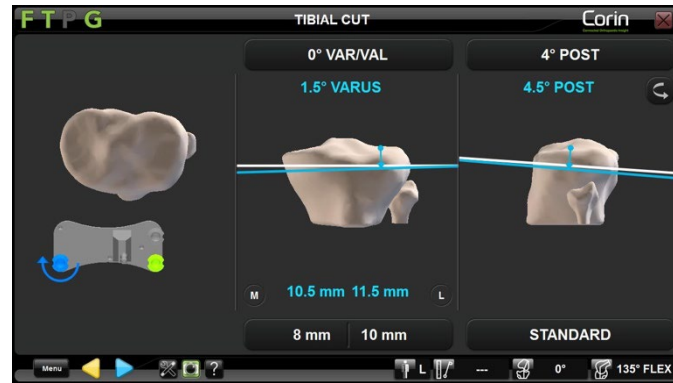 F T P G
TIBIAL CUT
Corin
0° VAR/VAL
4° POST
1.5° VARUS
4.5° POST
M
10.5 mm 11.5 mm
L
8 mm
10 mm
STANDARD
Menu
?
L
---
0°
135° FLEX